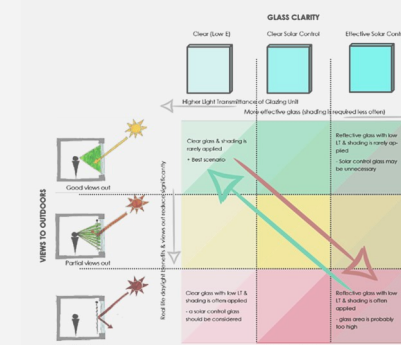 GLASS CLARITY
Clear (Low E)
Clear Solar Control
Effective Solar Contr
Higher Light Transmittance of Glazing Unit
More effective glass (shading is required less often)
VIEWS TO OUTDOORS
Good views out
Partial views out
Real life daylight benefits & views out reduce significantly
Clear glass & shading is
rarely applied
- Best scenario
Reflective glass with low
LT & shading is rarely ap-
plied
- Solar control glass may
be unnecessary
Clear glass with low LT &
shading is often applied
- a solar control glass
should be considered
Reflective glass with low
LT & shading is often
applied
- glass area is probably
too high